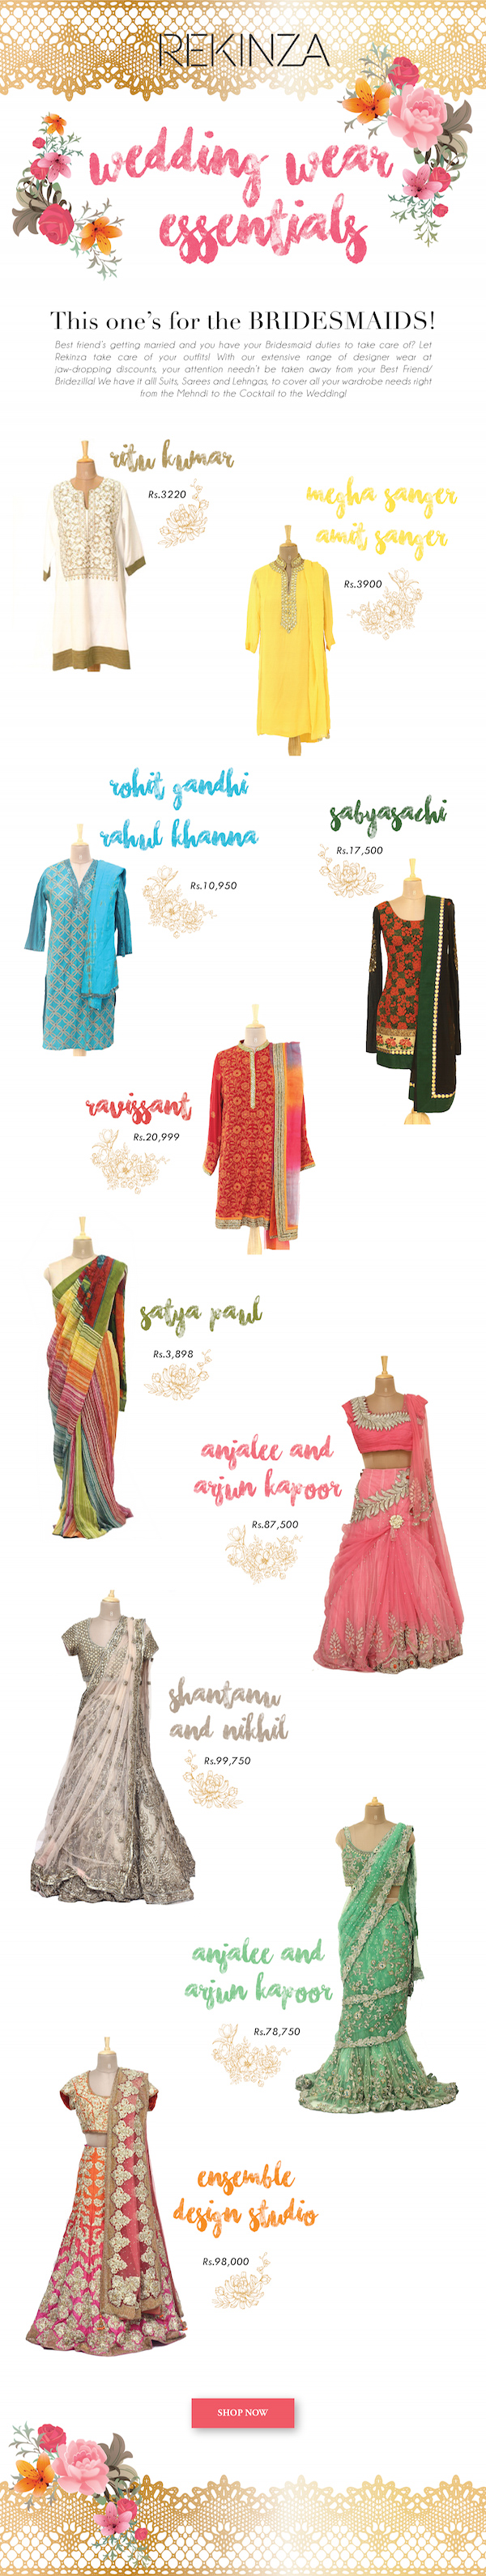 REKINZA
wedding wear
essentials
This one's for the BRIDESMAIDS!
Best friend's getting married and you have your Bridesmaid duties to take care of? Let
Rekinza take care of your outfits! With our extensive range of designer wear at
jaw-dropping discounts, your attention needn't be taken away from your Best Friend/
Bridezilla! We have it all! Suits, Sarees and Lehngas, to cover all your wardrobe needs right
from the Mehndi to the Cocktail to the Wedding!
ritu kumar
Rs.3220
megha sanger
amit sanger
Rs.3900
rohit gandhi
rahul khanna
Rs.10,950
sabyasachi
Rs.17,500
ravissant
Rs.20,999
satya paul
Rs.3,898
anjalee and
arjun kapoor
Rs.87,500
shantanu
and nikhil
Rs.99,750
anjalee and
arjun kapoor
Rs.78,750
ensemble
design studio
Rs.98,000
SHOP NOW